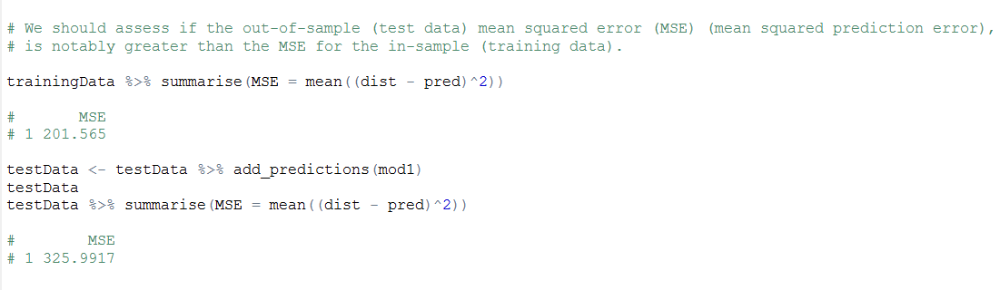 # We should assess if the out-of-sample (test data) mean squared error (MSE) (mean squared prediction error),
# is notably greater than the MSE for the in-sample (training data).
trainingData %>% summarise(MSE = mean((dist - pred)^2))
#       MSE
# 1 201.565
testData <- testData %>% add_predictions(mod1)
testData
testData %>% summarise(MSE = mean((dist - pred)^2))
#        MSE
# 1 325.9917